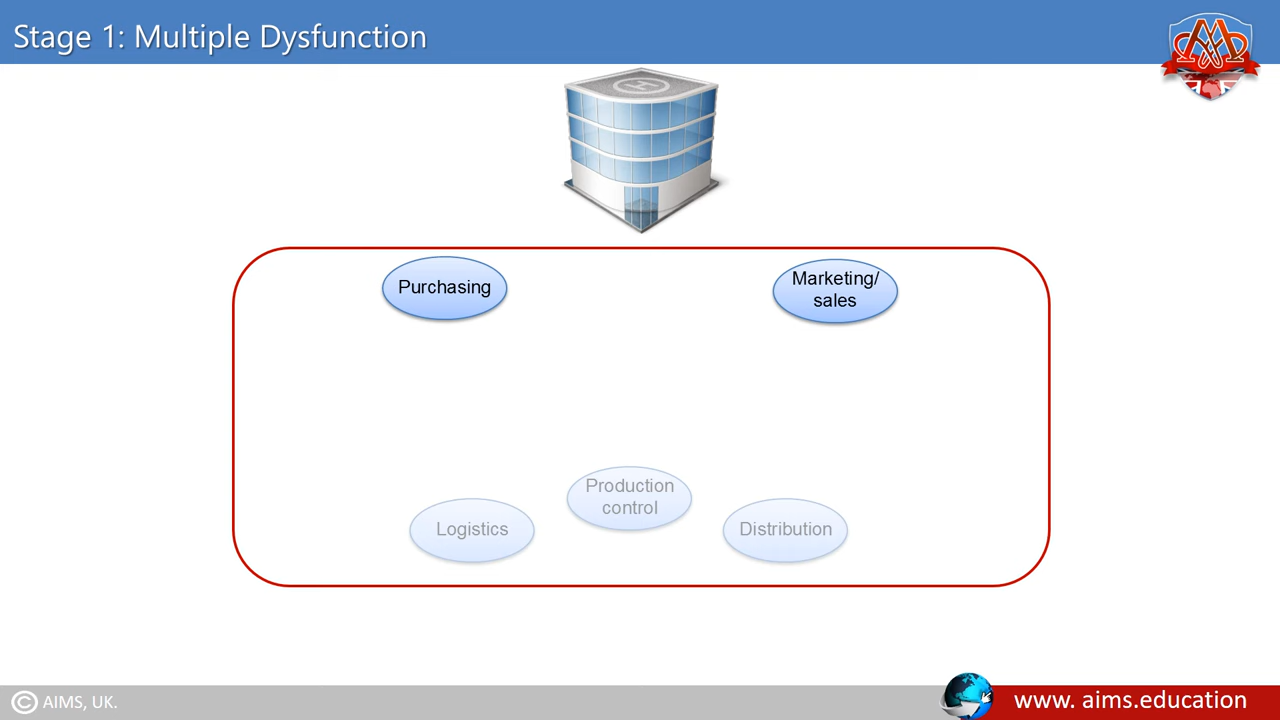 Stage 1: Multiple Dysfunction
H
Purchasing
Marketing/
sales
Production
control
Logistics
Distribution
© AIMS, UK.
www. aims.education